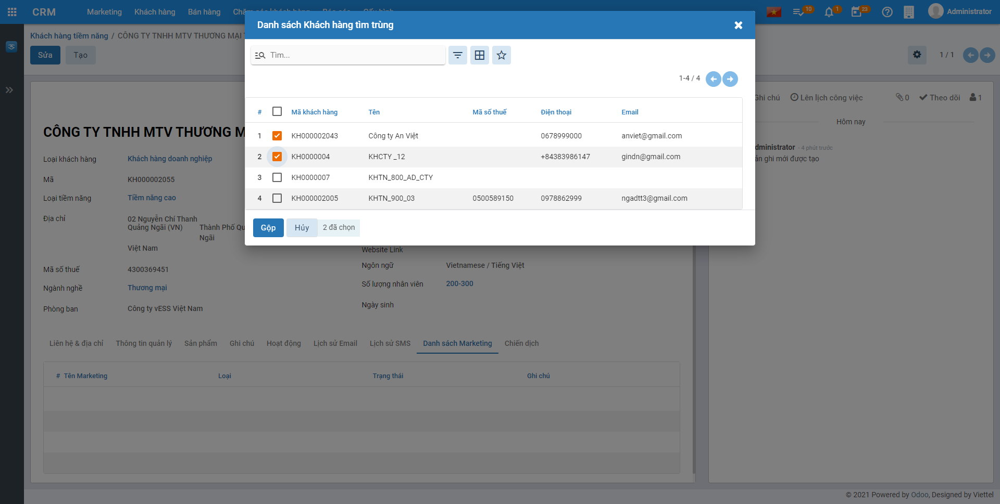 CRM
Marketing Khách hàng Bán hàng
10 1 23 Administrator
Khách hàng tiềm năng / CÔNG TY TNHH MTV THƯƠNG MẠI
Sửa Tạo
1 / 1
Danh sách Khách hàng tìm trùng
Tìm...
1-4 / 4
# Mã khách hàng Tên Mã số thuế Điện thoại Email
1 KH000002043 Công ty An Việt 0678999000 anviet@gmail.com
2 KH0000004 KHCTY _12 +84383986147 gindn@gmail.com
3 KH0000007 KHTN_800_AD_CTY
4 KH000002005 KHTN_900_03 0500589150 0978862999 ngadtt3@gmail.com
Gộp Hủy 2 đã chọn
Ghi chú Lên lịch công việc 0 Theo dõi 1
Hôm nay
dministrator - 4 phút trước
ản ghi mới được tạo
CÔNG TY TNHH MTV THƯƠNG M
Loại khách hàng Khách hàng doanh nghiệp
Mã KH000002055
Loại tiềm năng Tiềm năng cao
Địa chỉ 02 Nguyễn Chí Thanh
Quảng Ngãi (VN) Thành Phố Qu
Ngãi
Việt Nam
Mã số thuế 4300369451
Ngành nghề Thương mại
Phòng ban Công ty vESS Việt Nam
Website Link
Ngôn ngữ Vietnamese / Tiếng Việt
Số lượng nhân viên 200-300
Ngày sinh
Liên hệ & địa chỉ Thông tin quản lý Sản phẩm Ghi chú Hoạt động Lịch sử Email Lịch sử SMS Danh sách Marketing Chiến dịch
# Tên Marketing Loại Trạng thái Ghi chú
© 2021 Powered by Odoo, Designed by Viettel